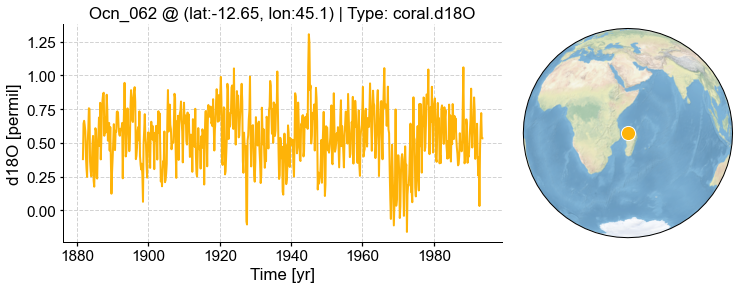 Ocn_062 @ (lat:-12.65, lon:45.1) | Type: coral.d18O
d18O [permil]
1.25
1.00
0.75
0.50
0.25
0.00
1880 1900 1920 1940 1960 1980
Time [yr]